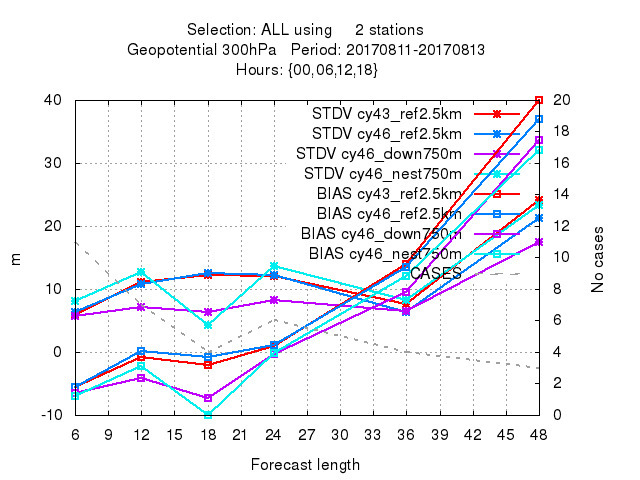 Selection: ALL using 2 stations
Geopotential 300hPa Period: 20170811-20170813
Hours: {00,06,12,18}
40
30
20
10
0
-10
m
STDV cy43_ref2.5km
STDV cy46_ref2.5km
STDV cy46_down750m
STDV cy46_nest750m
BIAS cy43_ref2.5km
BIAS cy46_ref2.5km
BIAS cy46_down750m
BIAS cy46_nest750m
CASES
20
18
16
14
12
10
8
6
4
2
0
No cases
6 9 12 15 18 21 24 27 30 33 36 39 42 45 48
Forecast length